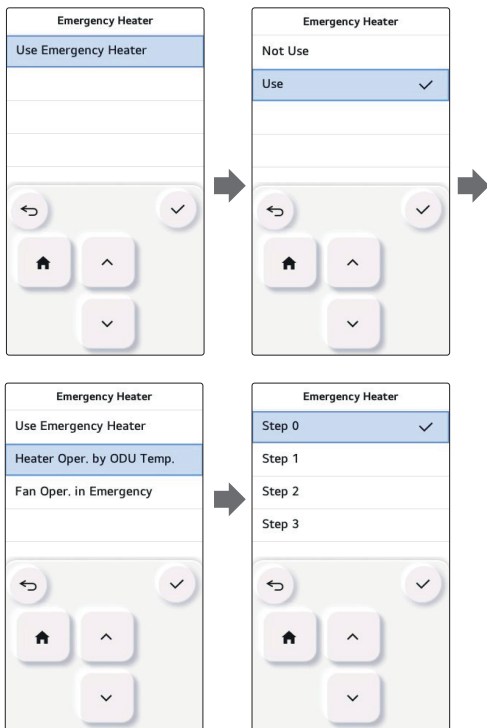 Emergency Heater
Use Emergency Heater
Emergency Heater
Not Use
Use
Emergency Heater
Use Emergency Heater
Heater Oper. by ODU Temp.
Fan Oper. in Emergency
Emergency Heater
Step 0
Step 1
Step 2
Step 3